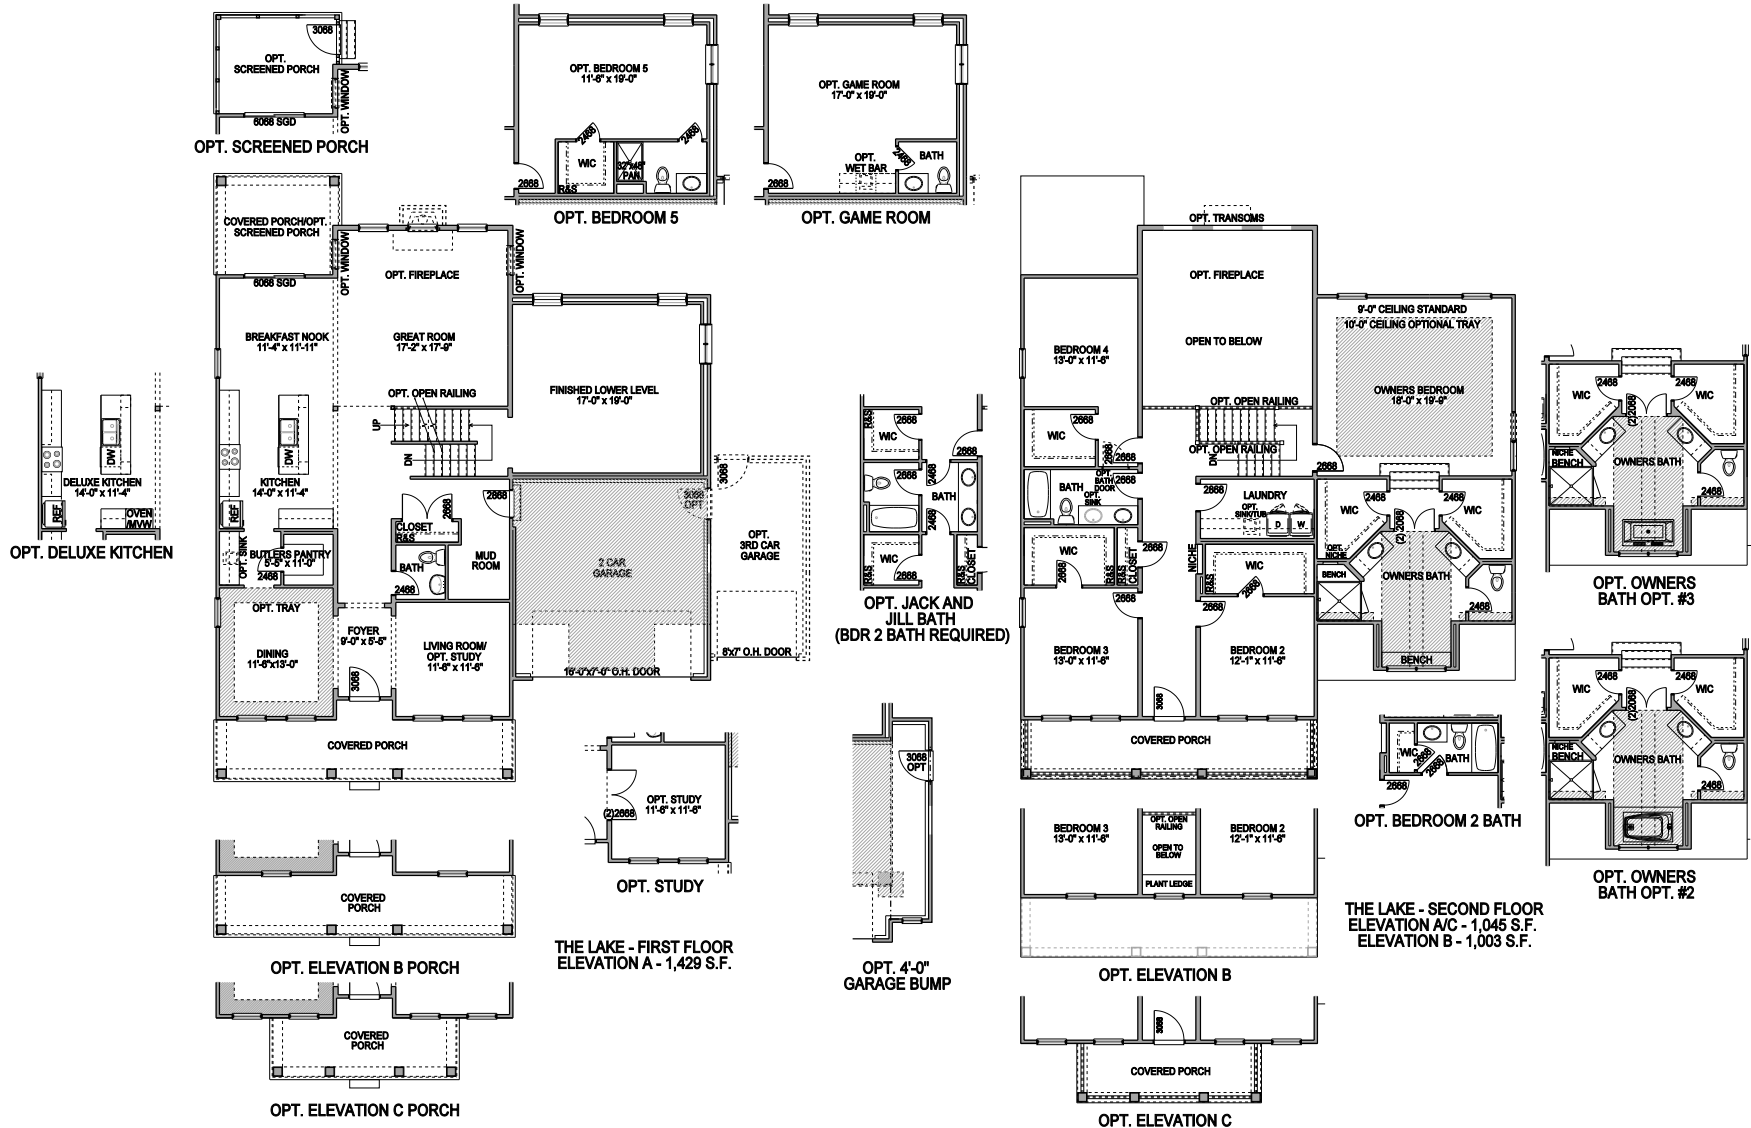 3068
OPT.
SCREENED PORCH
OPT. WINDOW
6068 SGD
OPT. SCREENED PORCH
OPT. BEDROOM 5
11'-6" x 19'-0"
2468
2468
WIC
32"x48"
PAN.
2668
R&S
OPT. BEDROOM 5
OPT. GAME ROOM
17'-0" x 19'-0"
OPT.
WET BAR
2468
BATH
2668
OPT. GAME ROOM
COVERED PORCH/OPT.
SCREENED PORCH
OPT. WINDOW
OPT. WINDOW
6068 SGD
OPT. FIREPLACE
BREAKFAST NOOK
11'-4" x 11'-11"
GREAT ROOM
17'-2" x 17'-9"
OPT. OPEN RAILING
FINISHED LOWER LEVEL
17'-0" x 19'-0"
UP
DN
DW
KITCHEN
14'-0" x 11'-4"
REF
2668
2668
CLOSET
R&S
OPT. SINK
BUTLERS PANTRY
5'-5" x 11'-0"
2468
BATH
2468
MUD
ROOM
3068
OPT
3068
2 CAR
GARAGE
OPT.
3RD CAR
GARAGE
8'x7' O.H. DOOR
16'-0"x7'-0" O.H. DOOR
OPT. TRAY
DINING
11'-6"x13'-0"
FOYER
9'-0" x 5'-5"
3068
LIVING ROOM/
OPT. STUDY
11'-6" x 11'-6"
COVERED PORCH
DW
DELUXE KITCHEN
14'-0" x 11'-4"
REF
OVEN
/MVW
OPT. DELUXE KITCHEN
COVERED
PORCH
OPT. ELEVATION B PORCH
COVERED
PORCH
OPT. ELEVATION C PORCH
OPT. STUDY
11'-6" x 11'-6"
(2)2668
OPT. STUDY
THE LAKE - FIRST FLOOR
ELEVATION A - 1,429 S.F.
R&S
2668
WIC
2668
2668
2468
BATH
2468
WIC
2668
R&S
R&S
CLOSET
OPT. JACK AND
JILL BATH
(BDR 2 BATH REQUIRED)
3068
OPT
OPT. 4'-0"
GARAGE BUMP
OPT. TRANSOMS
OPT. FIREPLACE
OPEN TO BELOW
9'-0" CEILING STANDARD
10'-0" CEILING OPTIONAL TRAY
BEDROOM 4
13'-0" x 11'-6"
OWNERS BEDROOM
18'-0" x 19'-9"
OPT. OPEN RAILING
OPT. OPEN RAILING
DN
WIC
2668
2668
2668
BATH
OPT
BATH
DOOR
2668
OPT.
SINK
2668
LAUNDRY
OPT.
SINK/TUB
D
W
WIC
2668
R&S
CLOSET
2668
NICHE
R&S
WIC
2668
2668
2668
2468
2468
WIC
WIC
(2)2068
OPT.
NICHE
BENCH
OWNERS BATH
2468
BENCH
BEDROOM 3
13'-0" x 11'-6"
BEDROOM 2
12'-1" x 11'-6"
3068
COVERED PORCH
BEDROOM 3
13'-0" x 11'-6"
OPT. OPEN
RAILING
OPEN TO
BELOW
PLANT LEDGE
BEDROOM 2
12'-1" x 11'-6"
OPT. ELEVATION B
3068
COVERED PORCH
OPT. ELEVATION C
WIC
2668
2668
BATH
2668
OPT. BEDROOM 2 BATH
THE LAKE - SECOND FLOOR
ELEVATION A/C - 1,045 S.F.
ELEVATION B - 1,003 S.F.
2468
2468
WIC
WIC
(2)2068
NICHE
BENCH
OWNERS BATH
2468
OPT. OWNERS
BATH OPT. #3
2468
2468
WIC
WIC
(2)2068
NICHE
BENCH
OWNERS BATH
2468
OPT. OWNERS
BATH OPT. #2